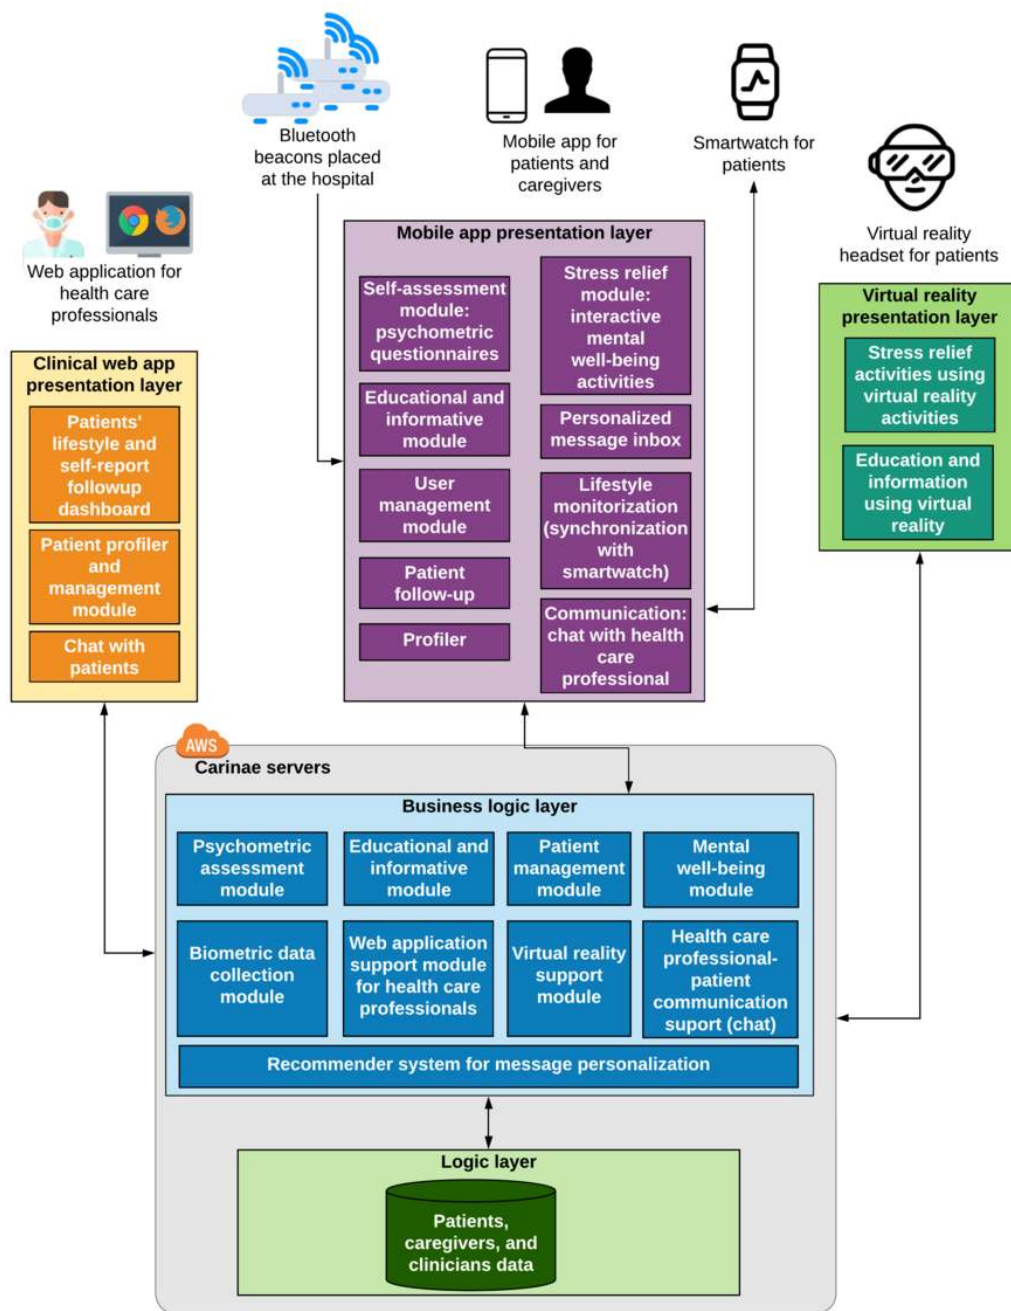 Bluetooth
beacons placed
at the hospital
Mobile app for
patients and
caregivers
Smartwatch for
patients
Virtual reality
headset for patients
Web application for
health care
professionals
Clinical web app
presentation layer
Patients'
lifestyle and
self-report
followup
dashboard
Patient profiler
and
management
module
Chat with
patients
Mobile app presentation layer
Self-assessment
module:
psychometric
questionnaires
Educational and
informative
module
User
management
module
Patient
follow-up
Profiler
Stress relief
module:
interactive
mental
well-being
activities
Personalized
message inbox
Lifestyle
monitorization
(synchronization
with
smartwatch)
Communication:
chat with health
care
professional
Virtual reality
presentation layer
Stress relief
activities using
virtual reality
activities
Education and
information
using virtual
reality
AWS
Carinae servers
Business logic layer
Psychometric
assessment
module
Educational and
informative
module
Patient
management
module
Mental
well-being
module
Biometric data
collection
module
Web application
support module
for health care
professionals
Virtual reality
support
module
Health care
professional-
patient
communication
suport (chat)
Recommender system for message personalization
Logic layer
Patients,
caregivers, and
clinicians data